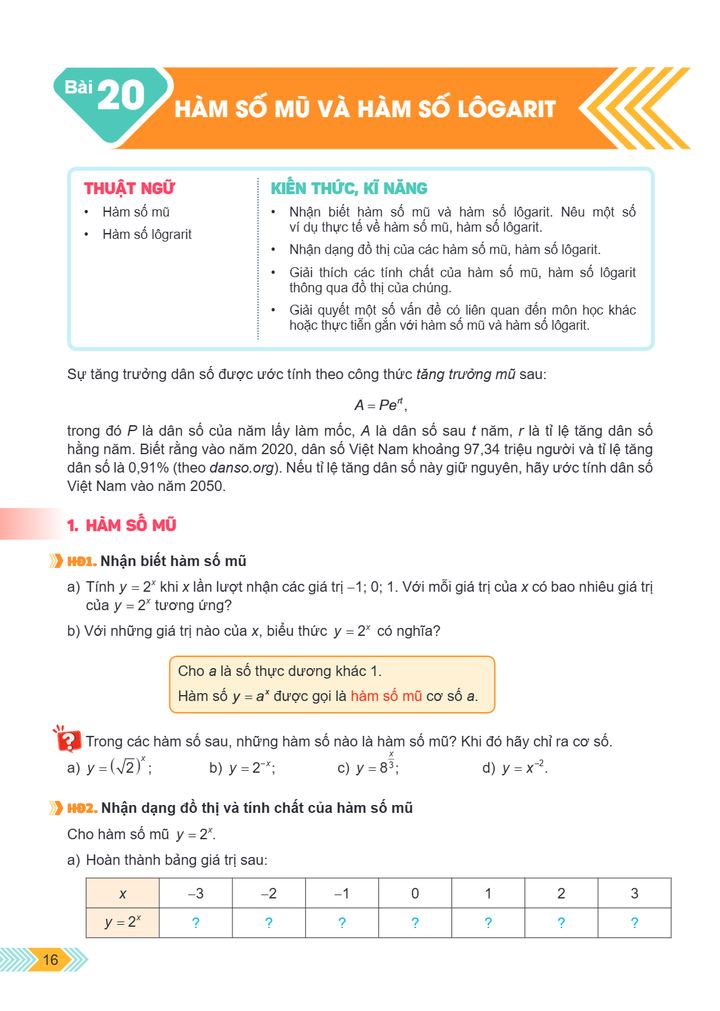 Bài 20
HÀM SỐ MŨ VÀ HÀM SỐ LÔGARIT
THUẬT NGỮ
• Hàm số mũ
• Hàm số lôgrarit
KIẾN THỨC, KĨ NĂNG
• Nhận biết hàm số mũ và hàm số lôgarit. Nêu một số
ví dụ thực tế về hàm số mũ, hàm số lôgarit.
• Nhận dạng đồ thị của các hàm số mũ, hàm số lôgarit.
• Giải thích các tính chất của hàm số mũ, hàm số lôgarit
thông qua đồ thị của chúng.
• Giải quyết một số vấn đề có liên quan đến môn học khác
hoặc thực tiễn gắn với hàm số mũ và hàm số lôgarit.
Sự tăng trưởng dân số được ước tính theo công thức tăng trưởng mũ sau:
A = Pe^{rt},
trong đó P là dân số của năm lấy làm mốc, A là dân số sau t năm, r là tỉ lệ tăng dân số
hằng năm. Biết rằng vào năm 2020, dân số Việt Nam khoảng 97,34 triệu người và tỉ lệ tăng
dân số là 0,91% (theo danso.org). Nếu tỉ lệ tăng dân số này giữ nguyên, hãy ước tính dân số
Việt Nam vào năm 2050.
1. HÀM SỐ MŨ
HĐ1. Nhận biết hàm số mũ
a) Tính y = 2^x khi x lần lượt nhận các giá trị –1; 0; 1. Với mỗi giá trị của x có bao nhiêu giá trị
của y = 2^x tương ứng?
b) Với những giá trị nào của x, biểu thức y = 2^x có nghĩa?
Cho a là số thực dương khác 1.
Hàm số y = a^x được gọi là hàm số mũ cơ số a.
? Trong các hàm số sau, những hàm số nào là hàm số mũ? Khi đó hãy chỉ ra cơ số.
a) y = (√2)^x; b) y = 2^{–x}; c) y = 8^{x/3}; d) y = x^{–2}.
HĐ2. Nhận dạng đồ thị và tính chất của hàm số mũ
Cho hàm số mũ y = 2^x.
a) Hoàn thành bảng giá trị sau:
x –3 –2 –1 0 1 2 3
y = 2^x ? ? ? ? ? ? ?
16